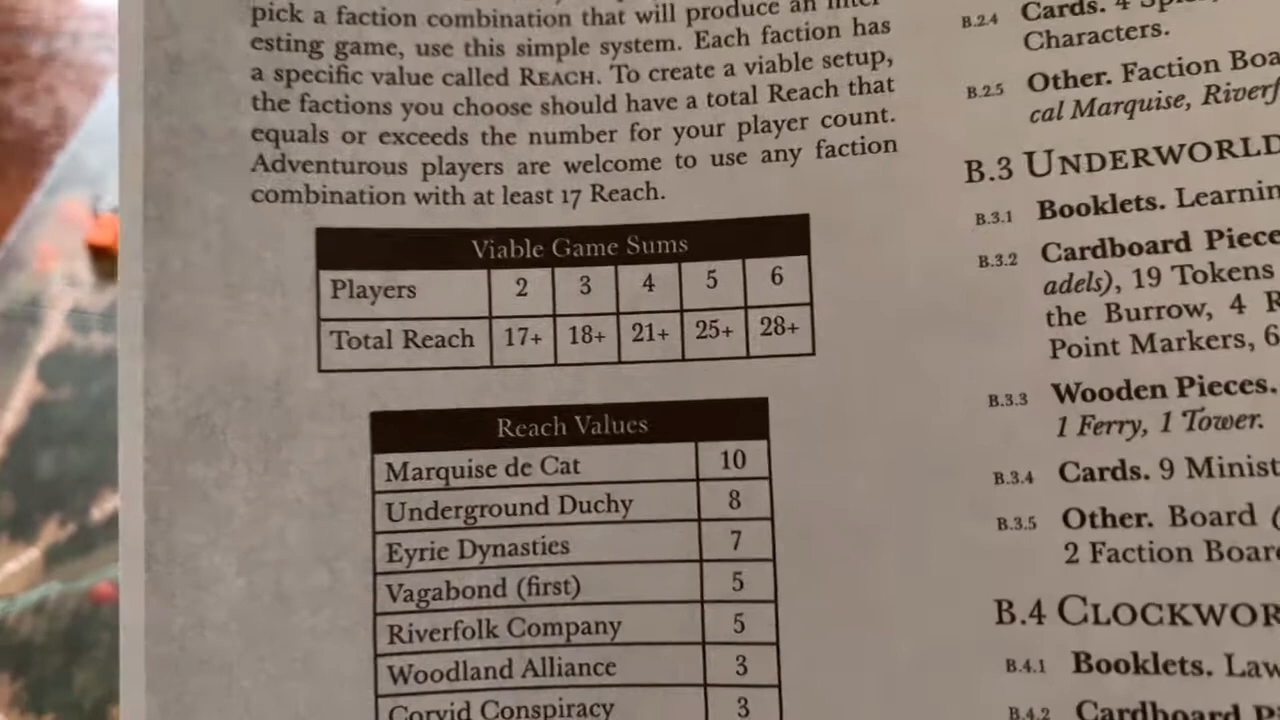 pick a faction combination that will produce an inter-
esting game, use this simple system. Each faction has
a specific value called REACH. To create a viable setup,
the factions you choose should have a total Reach that
equals or exceeds the number for your player count.
Adventurous players are welcome to use any faction
combination with at least 17 Reach.
Viable Game Sums
Players 2 3 4 5 6
Total Reach 17+ 18+ 21+ 25+ 28+
Reach Values
Marquise de Cat 10
Underground Duchy 8
Eyrie Dynasties 7
Vagabond (first) 5
Riverfolk Company 5
Woodland Alliance 3
Corvid Conspiracy 3
B.2.4 Cards. 4
Characters.
B.2.5 Other. Faction Boa
cal Marquise, Riverf
B.3 UNDERWORLD
B.3.1 Booklets. Learnin
B.3.2 Cardboard Piece
adels), 19 Tokens
the Burrow, 4 R
Point Markers, 6
B.3.3 Wooden Pieces.
1 Ferry, 1 Tower.
B.3.4 Cards. 9 Minist
B.3.5 Other. Board (
2 Faction Boar
B.4 CLOCKWOR
B.4.1 Booklets. Law
B.4.2 Cardboard Pi